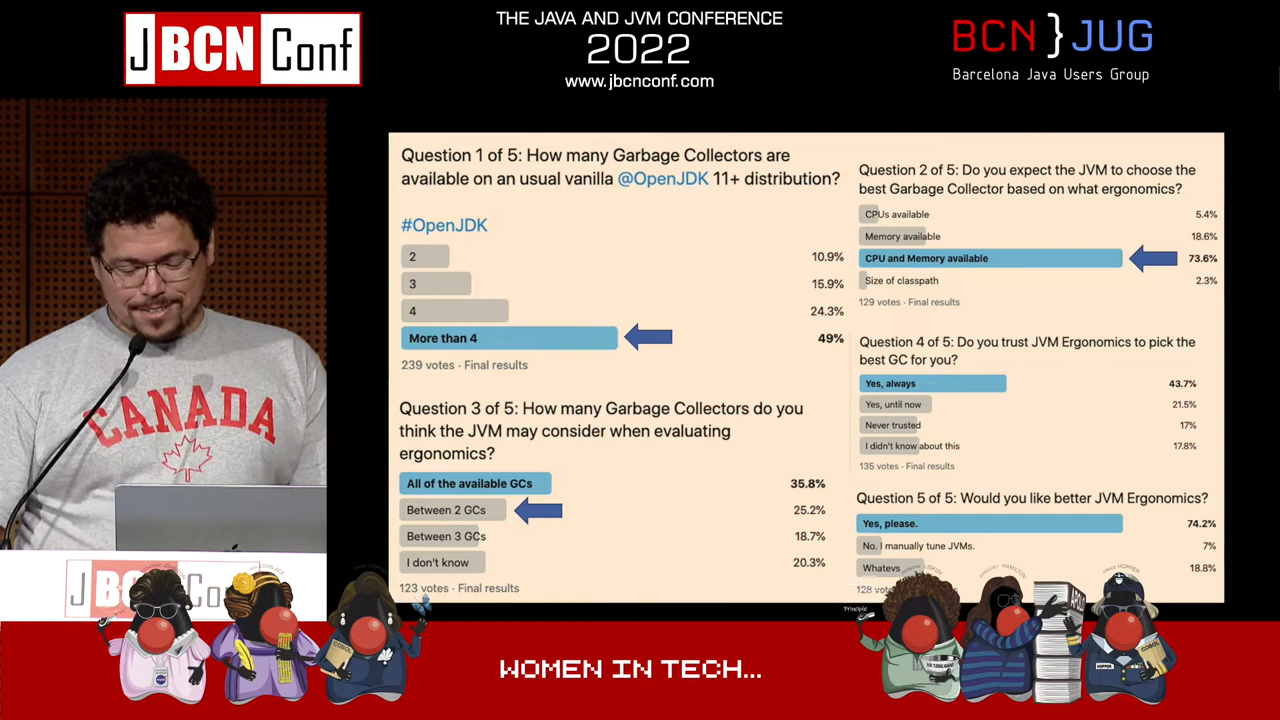 JBCNConf
THE JAVA AND JVM CONFERENCE
2022
www.jbcnconf.com
BCN}JUG
Barcelona Java Users Group
Question 1 of 5: How many Garbage Collectors are
available on an usual vanilla @OpenJDK 11+ distribution?
#OpenJDK
2 10.9%
3 15.9%
4 24.3%
More than 4 49%
239 votes · Final results
Question 3 of 5: How many Garbage Collectors do you
think the JVM may consider when evaluating
ergonomics?
All of the available GCs 35.8%
Between 2 GCs 25.2%
Between 3 GCs 18.7%
I don't know 20.3%
123 votes · Final results
Question 2 of 5: Do you expect the JVM to choose the
best Garbage Collector based on what ergonomics?
CPUs available 5.4%
Memory available 18.6%
CPU and Memory available 73.6%
Size of classpath 2.3%
129 votes · Final results
Question 4 of 5: Do you trust JVM Ergonomics to pick the
best GC for you?
Yes, always 43.7%
Yes, until now 21.5%
Never trusted 17%
I didn't know about this 17.8%
135 votes · Final results
Question 5 of 5: Would you like better JVM Ergonomics?
Yes, please. 74.2%
No. I manually tune JVMs. 7%
Whatevs 18.8%
128
CANADA
JBCN
LISKOV
HAMILTON
GRACE HOPPER
Principle
COBOL
HOPPER
COBOL
WOMEN IN TECH...